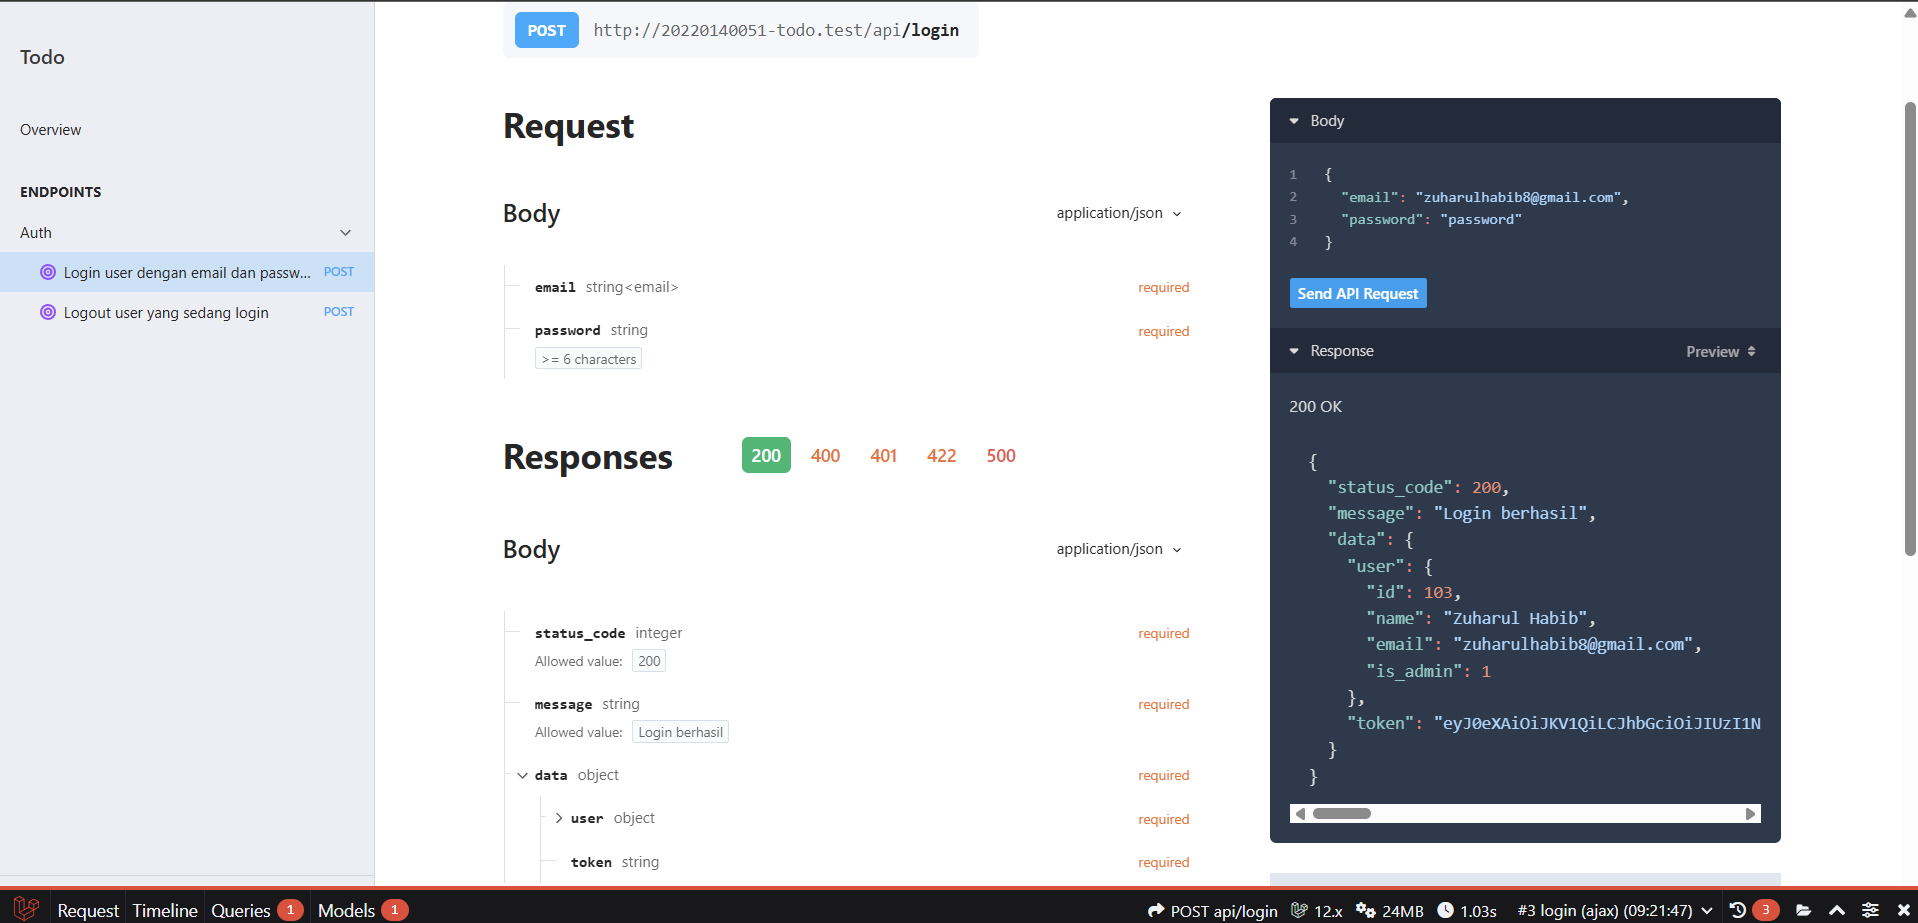 POST http://20220140051-todo.test/api/login
Todo
Overview
ENDPOINTS
Auth
Login user dengan email dan passw... POST
Logout user yang sedang login POST
Request
Body application/json
email string<email> required
password string required
>= 6 characters
Responses 200 400 401 422 500
Body application/json
status_code integer required
Allowed value: 200
message string required
Allowed value: Login berhasil
data object required
user object required
token string required
Body
1 {
2 "email": "zuharulhabib8@gmail.com",
3 "password": "password"
4 }
Send API Request
Response Preview
200 OK
{
"status_code": 200,
"message": "Login berhasil",
"data": {
"user": {
"id": 103,
"name": "Zuharul Habib",
"email": "zuharulhabib8@gmail.com",
"is_admin": 1
},
"token": "eyJ0eXAiOiJKV1QiLCJhbGciOiJIUzI1N
}
}
Request Timeline Queries 1 Models 1 POST api/login 12.x 24MB 1.03s #3 login (ajax) (09:21:47) 3